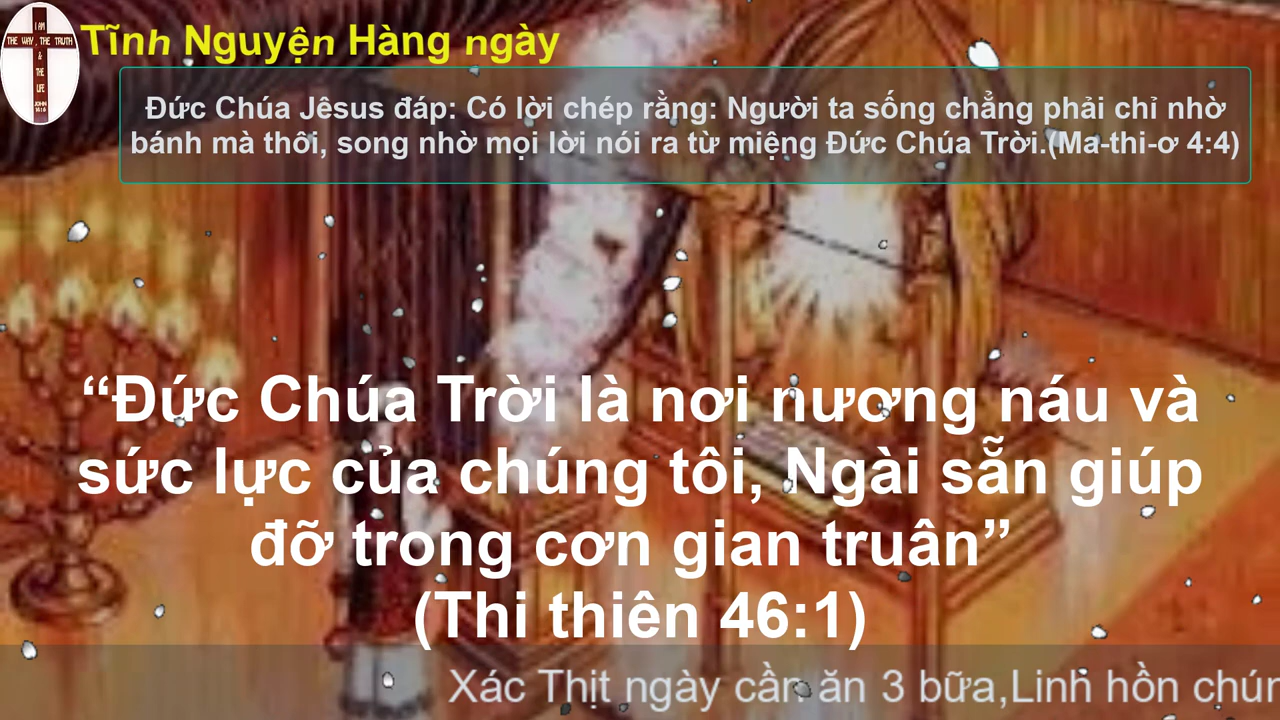 I AM
THE WAY, THE TRUTH
&
THE
LIFE
JOHN
Tĩnh Nguyện Hàng ngày
Đức Chúa Jêsus đáp: Có lời chép rằng: Người ta sống chẳng phải chỉ nhờ
bánh mà thôi, song nhờ mọi lời nói ra từ miệng Đức Chúa Trời.(Ma-thi-ơ 4:4)
“Đức Chúa Trời là nơi nương náu và
sức lực của chúng tôi, Ngài sẵn giúp
đỡ trong cơn gian truân”
(Thi thiên 46:1)
Xác Thịt ngày cần ăn 3 bữa,Linh hồn